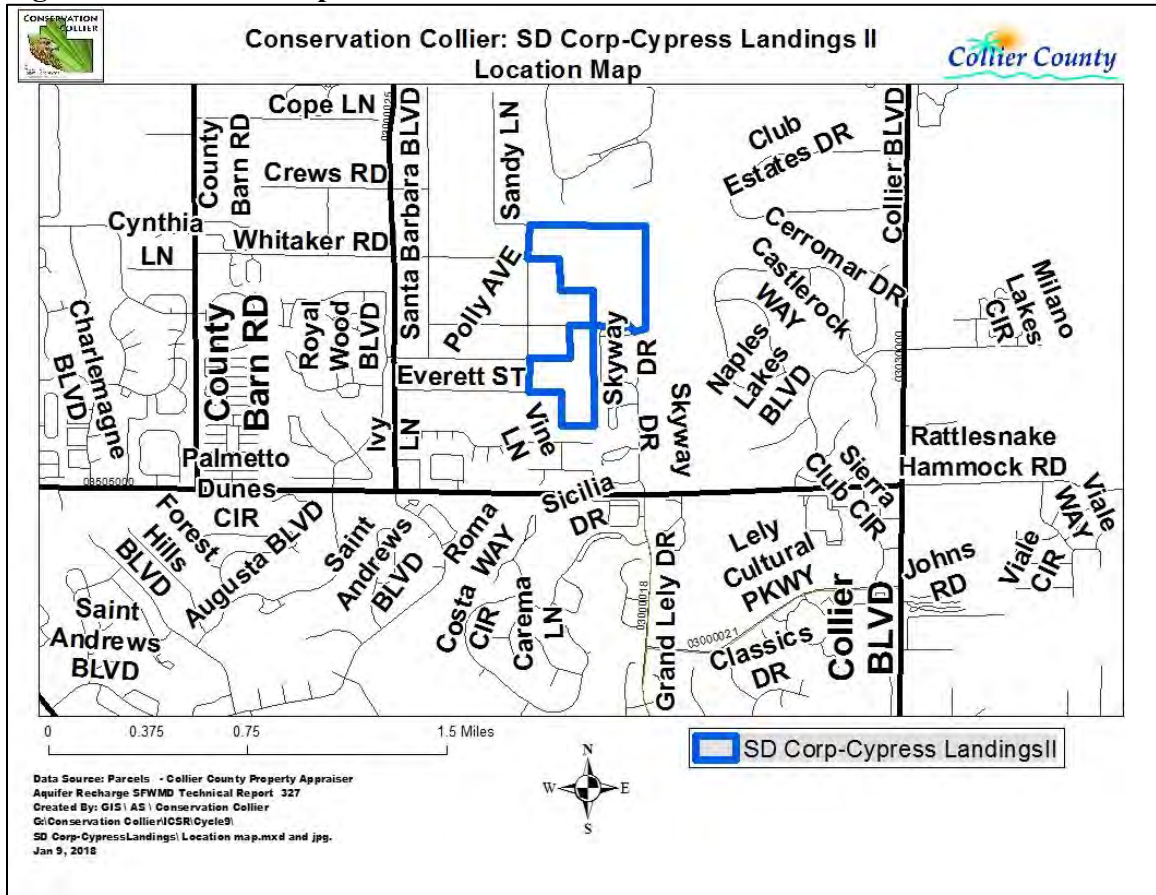 CONSERVATION
COLLIER
Conservation Collier: SD Corp-Cypress Landings II
Location Map
Collier County
Cope LN
County
Barn RD
Crews RD
Cynthia
LN
Whitaker RD
03000025
Santa Barbara BLVD
Sandy LN
Polly AVE
Club
Estates DR
Collier BLVD
Cerromar DR
Castlerock
WAY
Naples
Lakes
BLVD
Milano
Lakes
CIR
03030000
Charlemagne
BLVD
County
Barn RD
Royal
Wood
BLVD
Everett ST
Skyway
DR
Skyway
DR
Vine
LN
Ivy
LN
Palmetto
Dunes
CIR
03505000
Rattlesnake
Hammock RD
Sierra
Club CIR
Viale
WAY
Viale
CIR
Sicilia
DR
Forest
Hills
BLVD
Augusta BLVD
Saint
Andrews
BLVD
Roma
WAY
Costa
CIR
Carema
LN
Saint
Andrews
BLVD
03000018
Grand Lely DR
Lely
Cultural
PKWY
03000021
Classics
DR
Collier
BLVD
Johns
RD
0 0.375 0.75 1.5 Miles
N
W E
S
SD Corp-Cypress LandingsII
Data Source: Parcels - Collier County Property Appraiser
Aquifer Recharge SFWMD Technical Report 327
Created By: GIS \ AS \ Conservation Collier
G:\Conservation Collier\ICSR\Cycle9\
SD Corp-CypressLandings\ Location map.mxd and jpg.
Jan 9, 2018